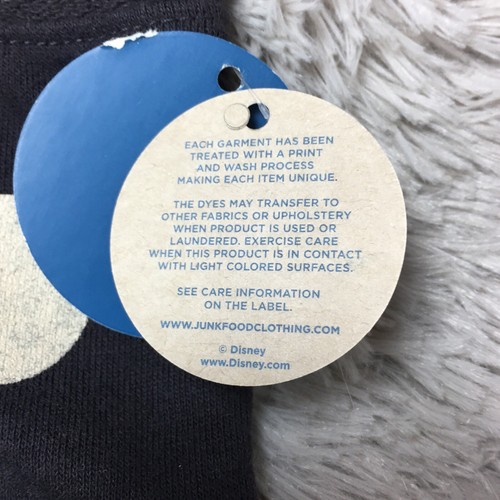 EACH GARMENT HAS BEEN
TREATED WITH A PRINT
AND WASH PROCESS
MAKING EACH ITEM UNIQUE.
THE DYES MAY TRANSFER TO
OTHER FABRICS OR UPHOLSTERY
WHEN PRODUCT IS USED OR
LAUNDERED. EXERCISE CARE
WHEN THIS PRODUCT IS IN CONTACT
WITH LIGHT COLORED SURFACES.
SEE CARE INFORMATION
ON THE LABEL.
WWW.JUNKFOODCLOTHING.COM
© Disney
www.Disney.com